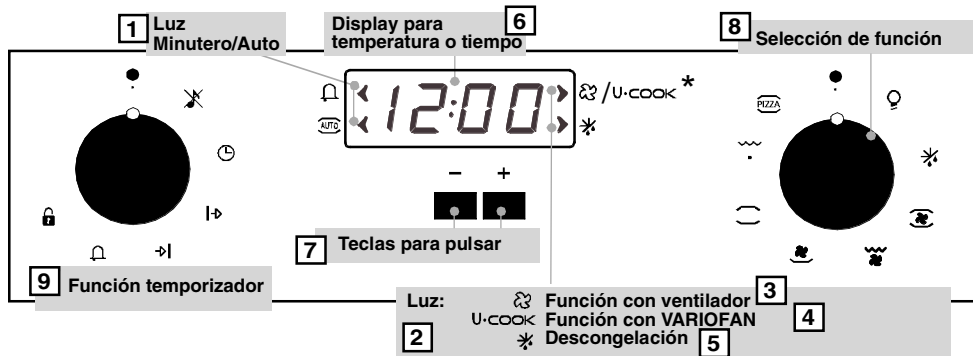 1 Luz
Minutero/Auto
Display para 6
temperatura o tiempo
8 Selección de función
12:00
/U·COOK *
AUTO
PIZZA
- +
7 Teclas para pulsar
9 Función temporizador
Luz: Función con ventilador 3
U·COOK Función con VARIOFAN 4
2 Descongelación 5